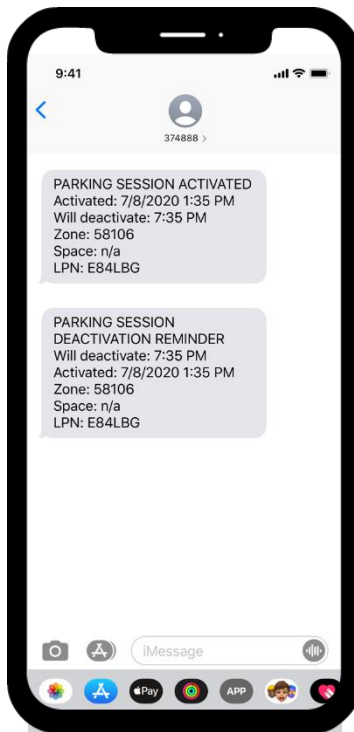 9:41
374888 >
PARKING SESSION ACTIVATED
Activated: 7/8/2020 1:35 PM
Will deactivate: 7:35 PM
Zone: 58106
Space: n/a
LPN: E84LBG
PARKING SESSION
DEACTIVATION REMINDER
Will deactivate: 7:35 PM
Activated: 7/8/2020 1:35 PM
Zone: 58106
Space: n/a
LPN: E84LBG
iMessage
Pay
APP